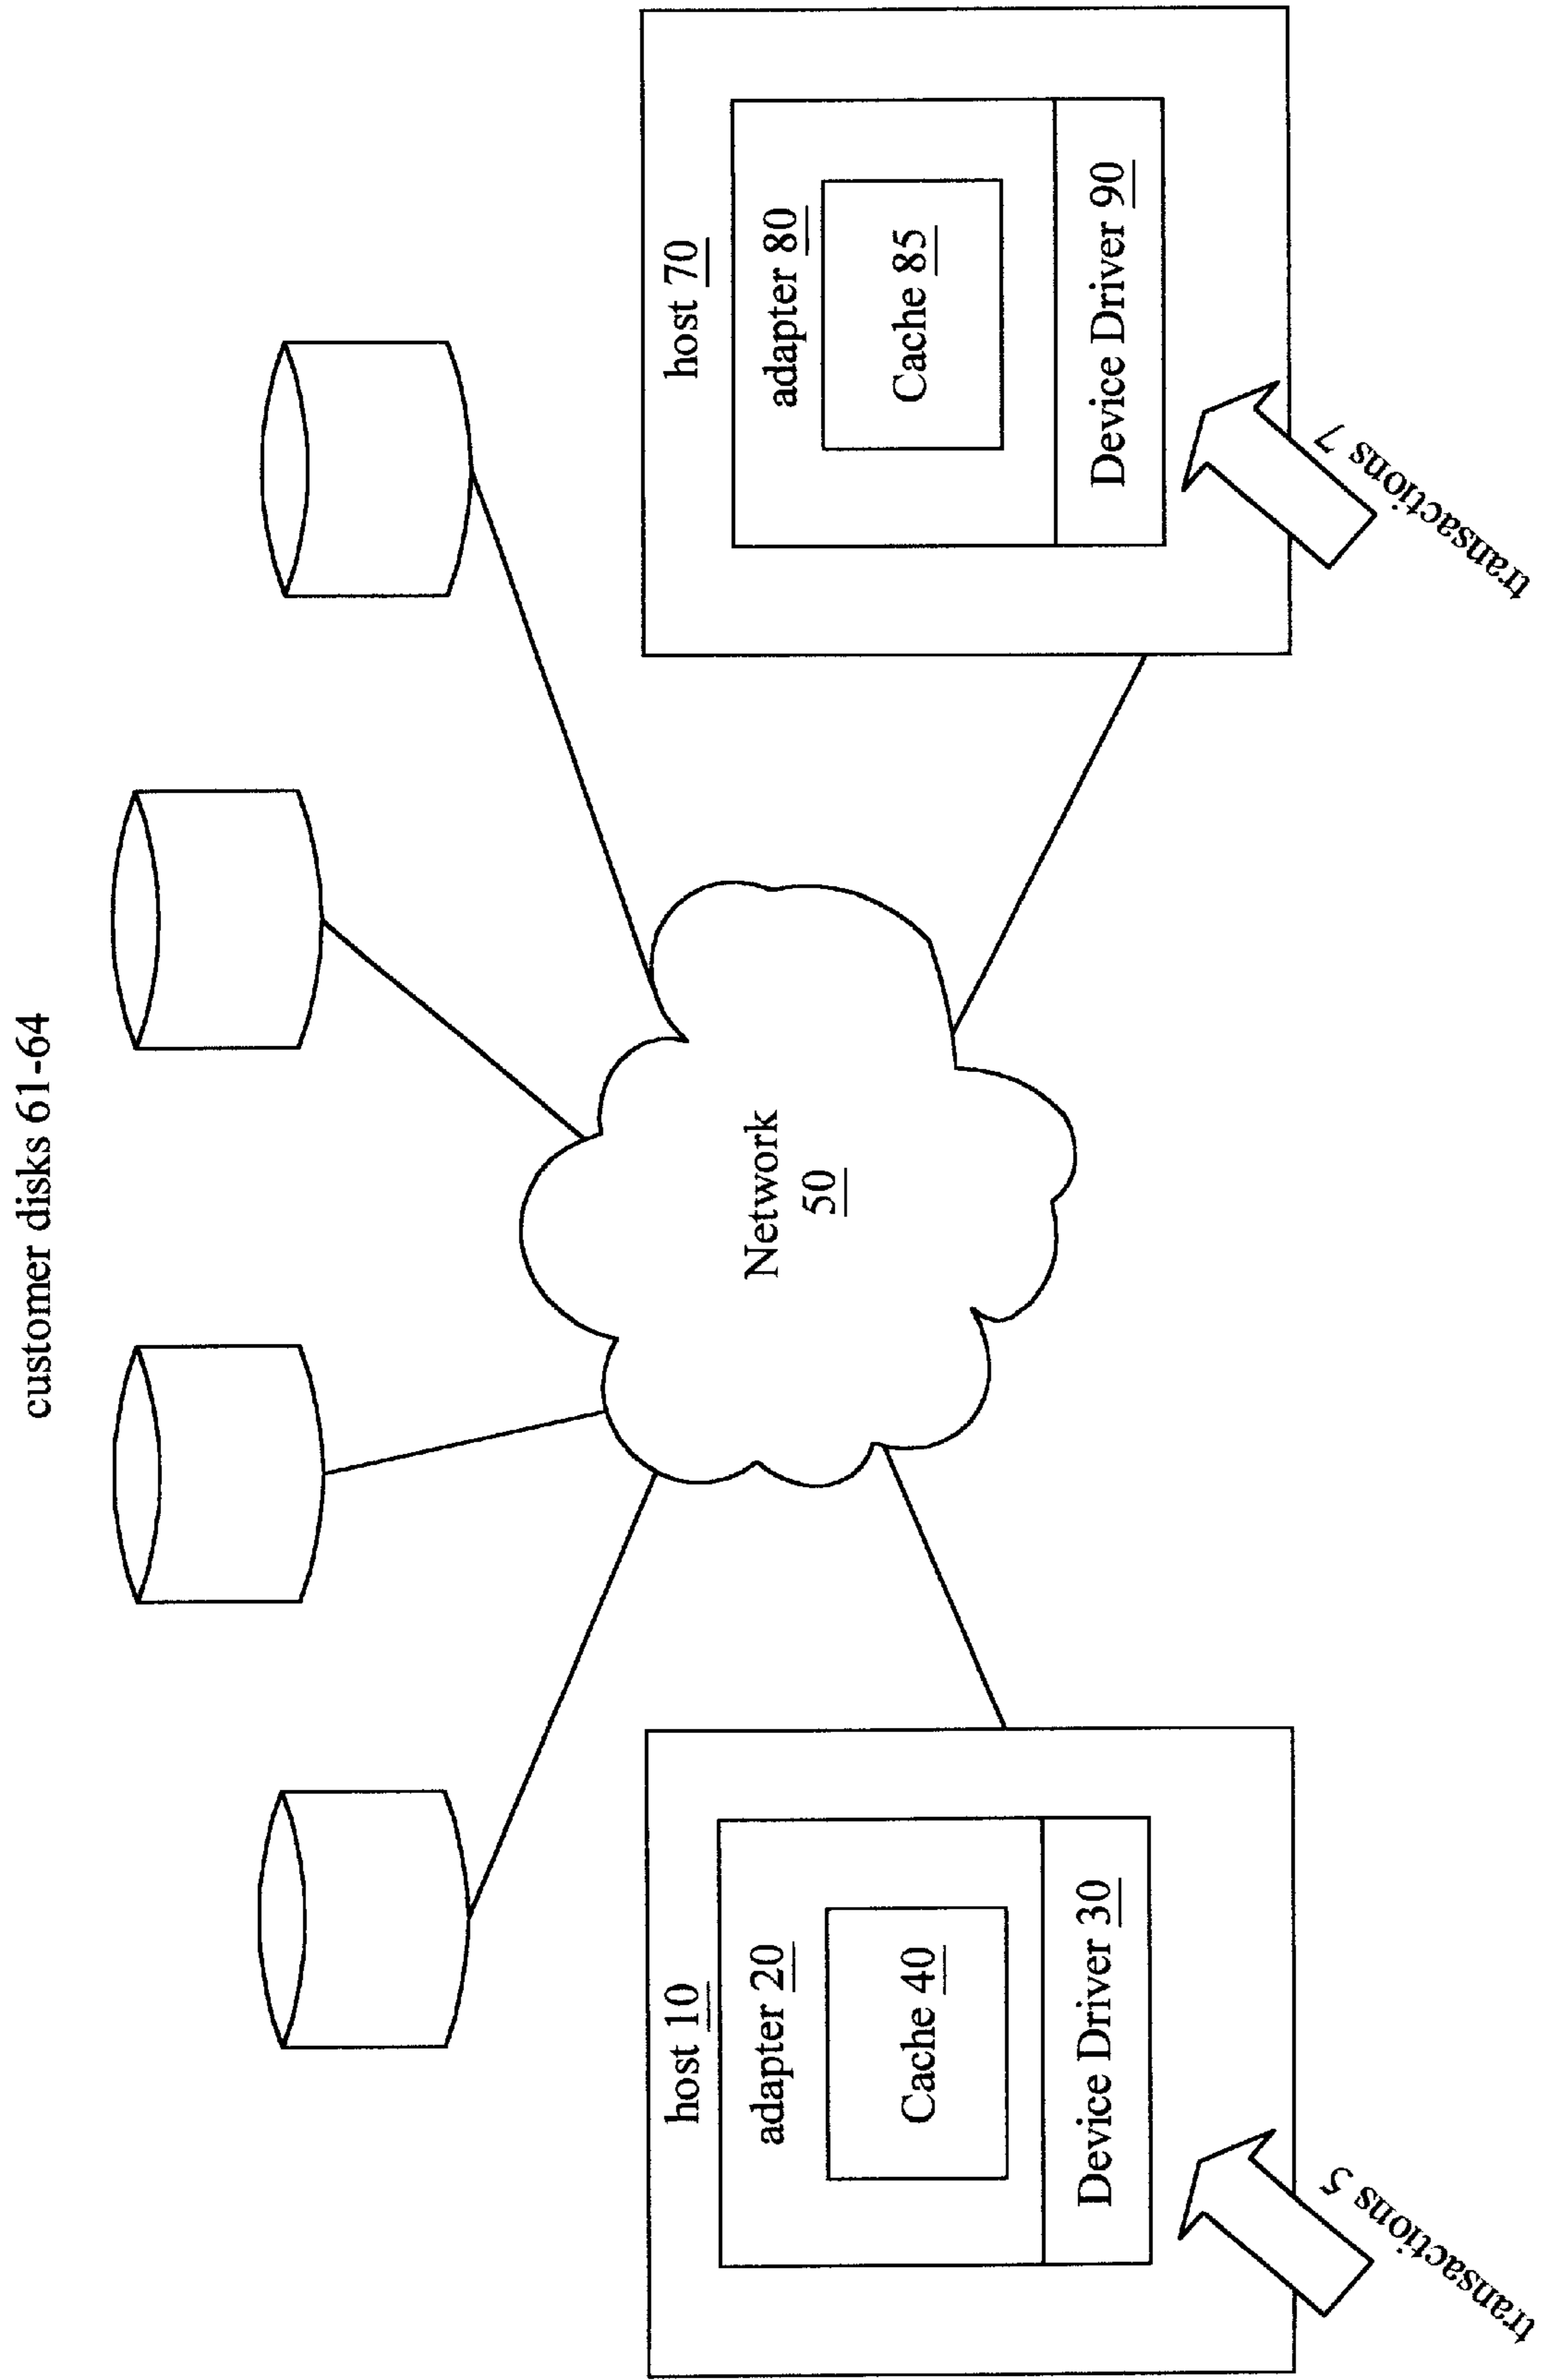 customer disks 61-64
Network
50
host 10
adapter 20
Cache 40
Device Driver 30
transactions 5
host 70
adapter 80
Cache 85
Device Driver 90
transactions 7